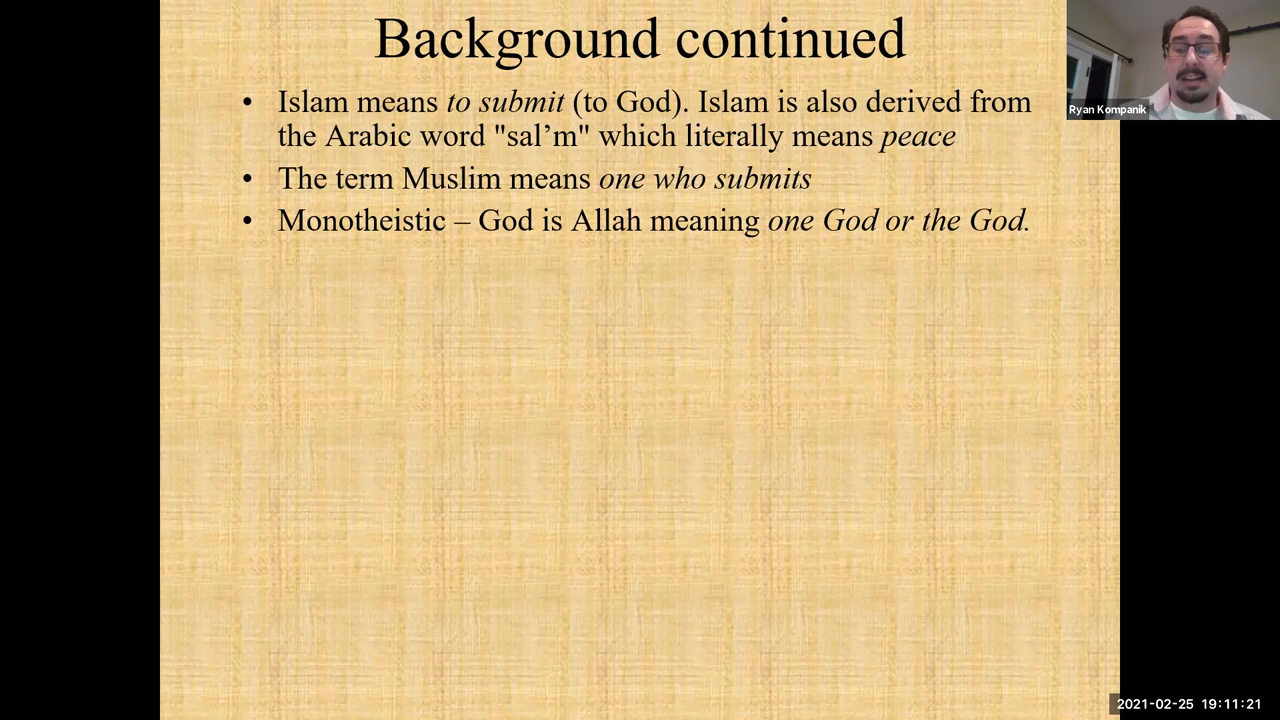 Background continued
• Islam means to submit (to God). Islam is also derived from
the Arabic word "sal’m" which literally means peace
• The term Muslim means one who submits
• Monotheistic – God is Allah meaning one God or the God.
Ryan Kompanik
2021-02-25 19:11:21